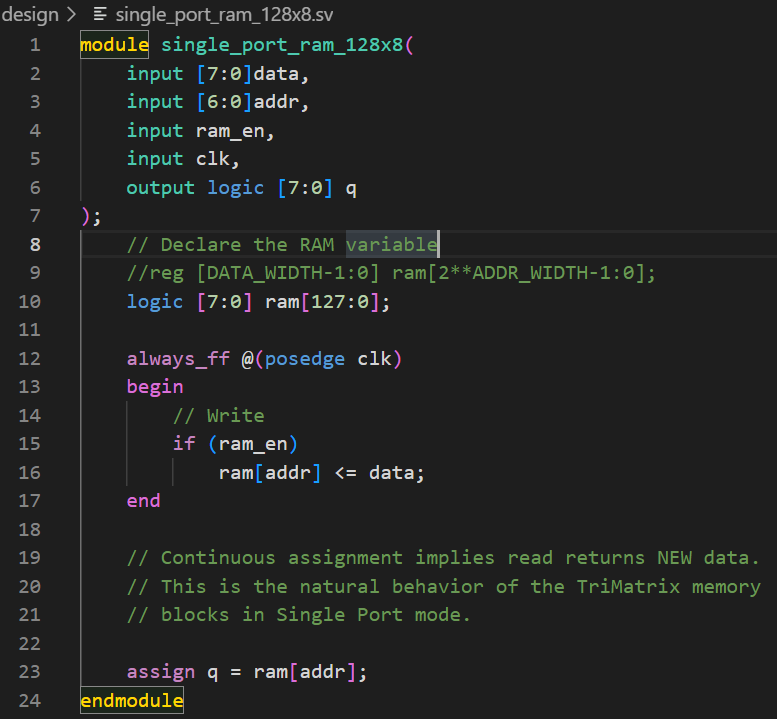 design > single_port_ram_128x8.sv
1 module single_port_ram_128x8(
2     input [7:0]data,
3     input [6:0]addr,
4     input ram_en,
5     input clk,
6     output logic [7:0] q
7 );
8     // Declare the RAM variable
9     //reg [DATA_WIDTH-1:0] ram[2**ADDR_WIDTH-1:0];
10     logic [7:0] ram[127:0];
11
12     always_ff @(posedge clk)
13     begin
14         // Write
15         if (ram_en)
16             ram[addr] <= data;
17     end
18
19     // Continuous assignment implies read returns NEW data.
20     // This is the natural behavior of the TriMatrix memory
21     // blocks in Single Port mode.
22
23     assign q = ram[addr];
24 endmodule